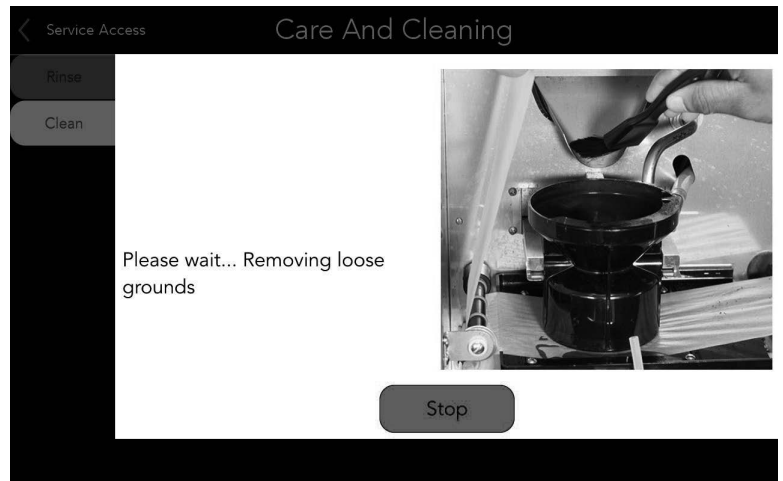 Service Access
Care And Cleaning
Rinse
Clean
Please wait... Removing loose
grounds
Stop